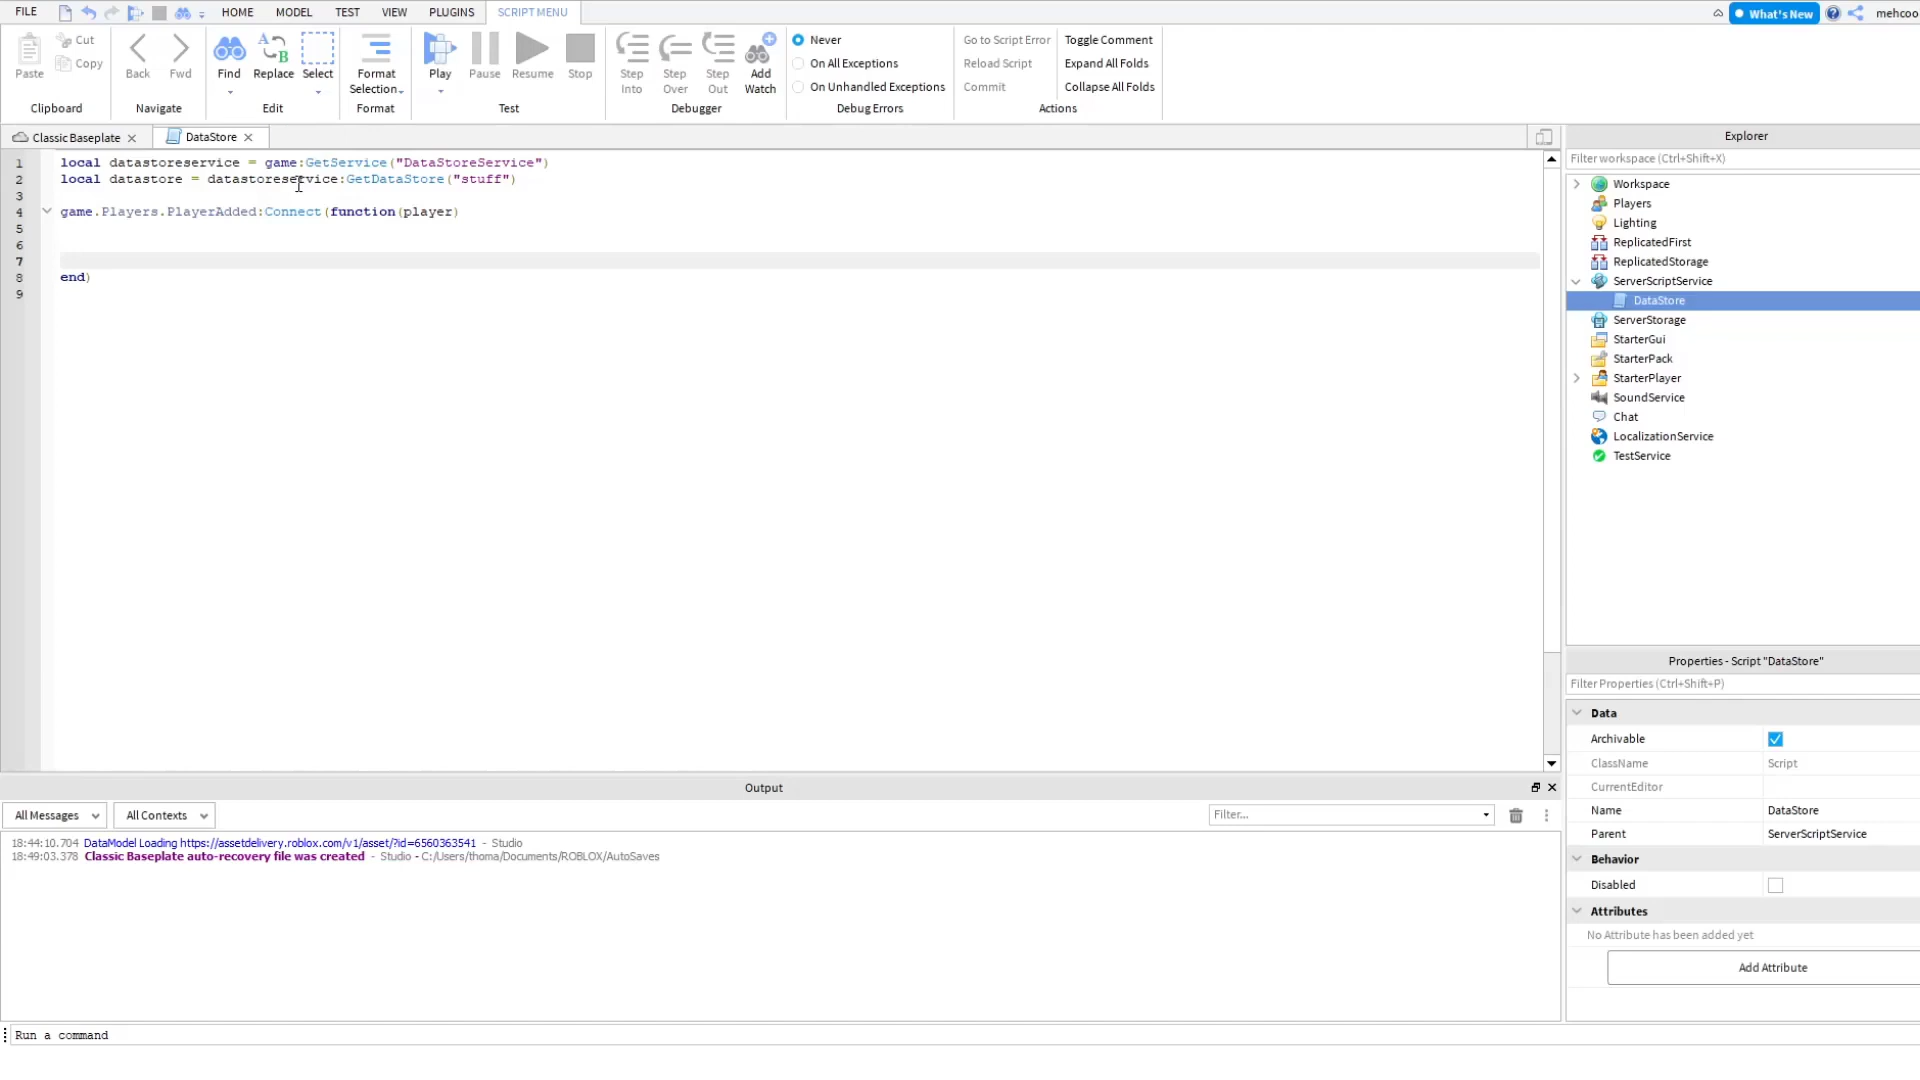 FILE HOME MODEL TEST VIEW PLUGINS SCRIPT MENU What's New mehcoo
Paste Cut Copy Clipboard
Back Fwd Navigate
Find Replace Select Edit
Format Selection Format
Play Pause Resume Stop Test
Step Into Step Over Step Out Add Watch Debugger
Never
On All Exceptions
On Unhandled Exceptions
Debug Errors
Go to Script Error Toggle Comment
Reload Script Expand All Folds
Commit Collapse All Folds
Actions
Classic Baseplate DataStore
1 local datastoreservice = game:GetService("DataStoreService")
2 local datastore = datastoreservice:GetDataStore("stuff")
3
4 game.Players.PlayerAdded:Connect(function(player)
5
6
7
8 end)
9
Explorer
Filter workspace (Ctrl+Shift+X)
Workspace
Players
Lighting
ReplicatedFirst
ReplicatedStorage
ServerScriptService
DataStore
ServerStorage
StarterGui
StarterPack
StarterPlayer
SoundService
Chat
LocalizationService
TestService
Properties - Script "DataStore"
Filter Properties (Ctrl+Shift+P)
Data
Archivable
ClassName Script
CurrentEditor
Name DataStore
Parent ServerScriptService
Behavior
Disabled
Attributes
No Attribute has been added yet
Add Attribute
Output
All Messages All Contexts Filter...
18:44:10.704 DataModel Loading https://assetdelivery.roblox.com/v1/asset/?id=6560363541 - Studio
18:49:03.378 Classic Baseplate auto-recovery file was created - Studio - C:/Users/thoma/Documents/ROBLOX/AutoSaves
Run a command